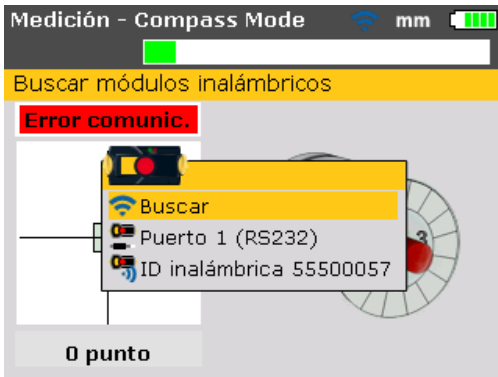 Medición - Compass Mode mm
Buscar módulos inalámbricos
Error comunic.
Buscar
Puerto 1 (RS232)
ID inalámbrica 55500057
3
0 punto